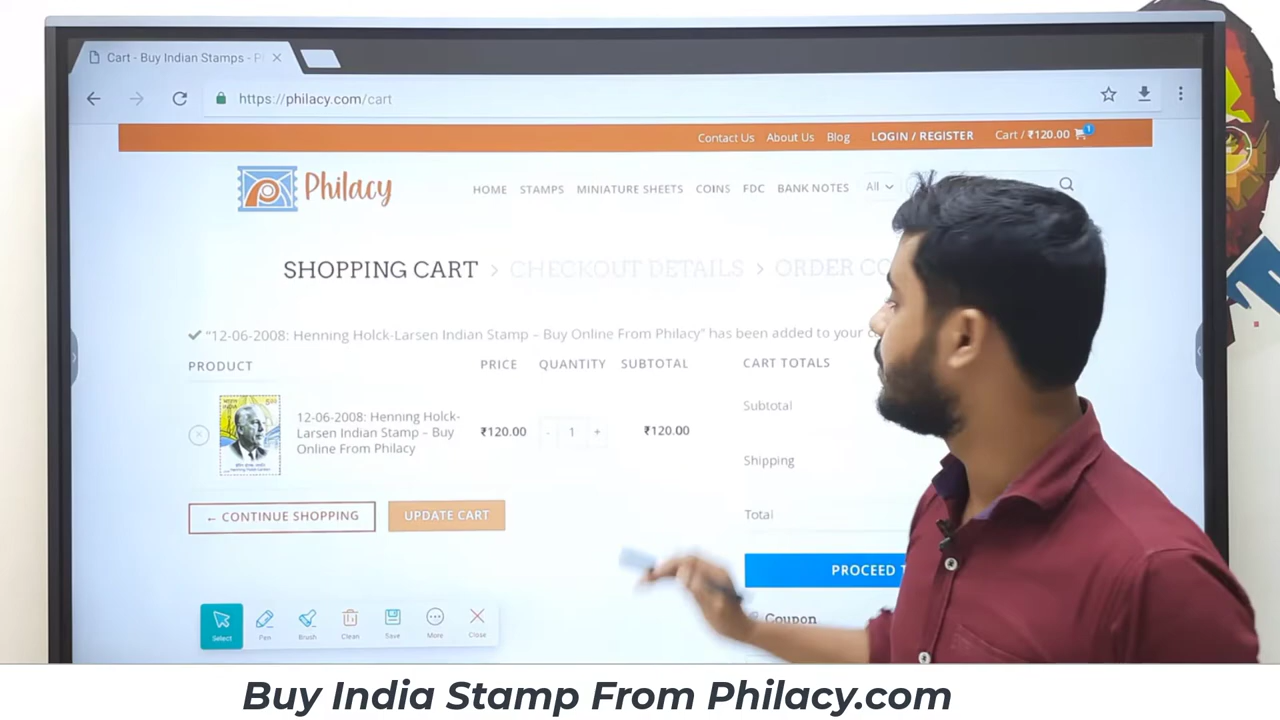 Cart - Buy Indian Stamps - P
https://philacy.com/cart
Contact Us About Us Blog LOGIN / REGISTER Cart / ₹120.00 1
Philacy
HOME STAMPS MINIATURE SHEETS COINS FDC BANK NOTES All
SHOPPING CART > CHECKOUT DETAILS > ORDER CO
"12-06-2008: Henning Holck-Larsen Indian Stamp – Buy Online From Philacy" has been added to your
PRODUCT PRICE QUANTITY SUBTOTAL CART TOTALS
12-06-2008: Henning Holck-
Larsen Indian Stamp – Buy
Online From Philacy
₹120.00 - 1 + ₹120.00
Subtotal
Shipping
Total
← CONTINUE SHOPPING UPDATE CART
PROCEED
Coupon
Select Pen Brush Clean Save More Close
Buy India Stamp From Philacy.com